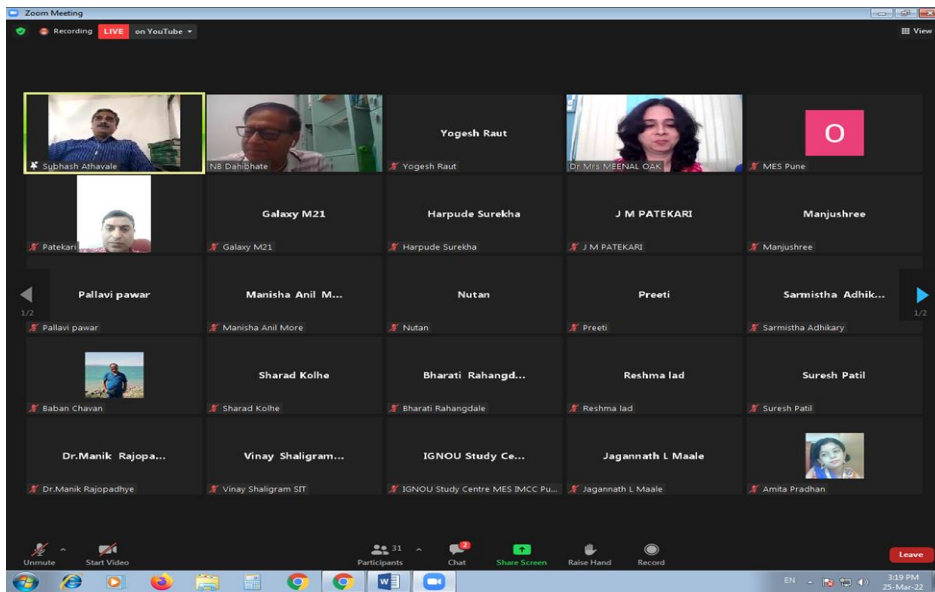 Zoom Meeting
Recording LIVE on YouTube View
Subhash Athavale
NB Dahibhate
Yogesh Raut
Yogesh Raut
Dr Mrs MEENAL OAK
O
MES Pune
Patekari
Galaxy M21
Galaxy M21
Harpude Surekha
Harpude Surekha
J M PATEKARI
J M PATEKARI
Manjushree
Manjushree
1/2
Pallavi pawar
Pallavi pawar
Manisha Anil M...
Manisha Anil More
Nutan
Nutan
Preeti
Preeti
Sarmistha Adhik...
Sarmistha Adhikary
1/2
Baban Chavan
Sharad Kolhe
Sharad Kolhe
Bharati Rahangd...
Bharati Rahangdale
Reshma lad
Reshma lad
Suresh Patil
Suresh Patil
Dr.Manik Rajopa...
Dr.Manik Rajopadhye
Vinay Shaligram...
Vinay Shaligram SIT
IGNOU Study Ce...
IGNOU Study Centre MES IMCC Pu...
Jagannath L Maale
Jagannath L Maale
Amita Pradhan
Unmute
Start Video
31
Participants
2
Chat
Share Screen
Raise Hand
Record
Leave
W
EN
3:19 PM
25-Mar-22